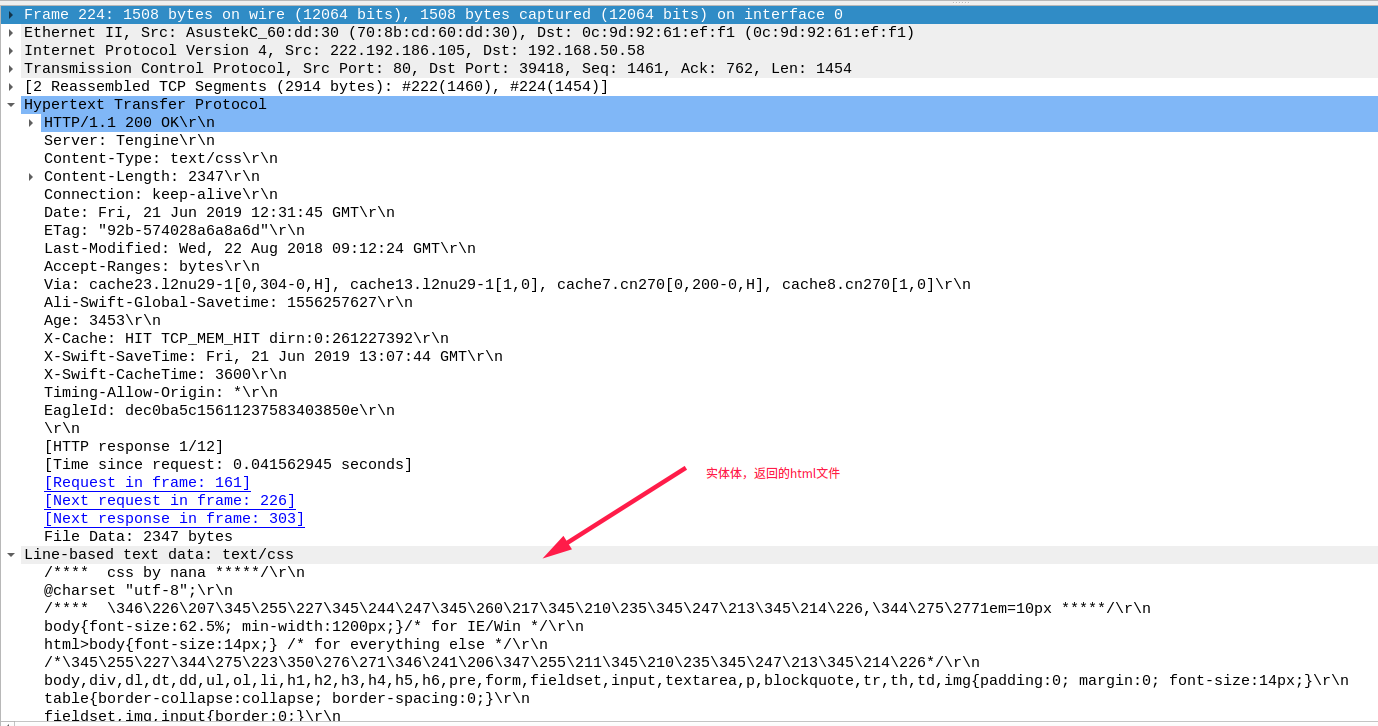 Frame 224: 1508 bytes on wire (12064 bits), 1508 bytes captured (12064 bits) on interface 0
Ethernet II, Src: AsustekC_60:dd:30 (70:8b:cd:60:dd:30), Dst: 0c:9d:92:61:ef:f1 (0c:9d:92:61:ef:f1)
Internet Protocol Version 4, Src: 222.192.186.105, Dst: 192.168.50.58
Transmission Control Protocol, Src Port: 80, Dst Port: 39418, Seq: 1461, Ack: 762, Len: 1454
[2 Reassembled TCP Segments (2914 bytes): #222(1460), #224(1454)]
Hypertext Transfer Protocol
HTTP/1.1 200 OK\r\n
Server: Tengine\r\n
Content-Type: text/css\r\n
Content-Length: 2347\r\n
Connection: keep-alive\r\n
Date: Fri, 21 Jun 2019 12:31:45 GMT\r\n
ETag: "92b-574028a6a8a6d"\r\n
Last-Modified: Wed, 22 Aug 2018 09:12:24 GMT\r\n
Accept-Ranges: bytes\r\n
Via: cache23.l2nu29-1[0,304-0,H], cache13.l2nu29-1[1,0], cache7.cn270[0,200-0,H], cache8.cn270[1,0]\r\n
Ali-Swift-Global-Savetime: 1556257627\r\n
Age: 3453\r\n
X-Cache: HIT TCP_MEM_HIT dirn:0:261227392\r\n
X-Swift-SaveTime: Fri, 21 Jun 2019 13:07:44 GMT\r\n
X-Swift-CacheTime: 3600\r\n
Timing-Allow-Origin: *\r\n
EagleId: dec0ba5c15611237583403850e\r\n
\r\n
[HTTP response 1/12]
[Time since request: 0.041562945 seconds]
实体体，返回的html文件
[Request in frame: 161]
[Next request in frame: 226]
[Next response in frame: 303]
File Data: 2347 bytes
Line-based text data: text/css
/****  css by nana *****/\r\n
@charset "utf-8";\r\n
/****  \346\226\207\345\255\227\345\244\247\345\260\217\345\210\235\345\247\213\345\214\226,\344\275\2771em=10px *****/\r\n
body{font-size:62.5%; min-width:1200px;}/* for IE/Win */\r\n
html>body{font-size:14px;} /* for everything else */\r\n
/*\345\255\227\344\275\223\350\276\271\346\241\206\347\255\211\345\210\235\345\247\213\345\214\226*/\r\n
body,div,dl,dt,dd,ul,ol,li,h1,h2,h3,h4,h5,h6,pre,form,fieldset,input,textarea,p,blockquote,tr,th,td,img{padding:0; margin:0; font-size:14px;}\r\n
table{border-collapse:collapse; border-spacing:0;}\r\n
fieldset,img,input{border:0;}\r\n